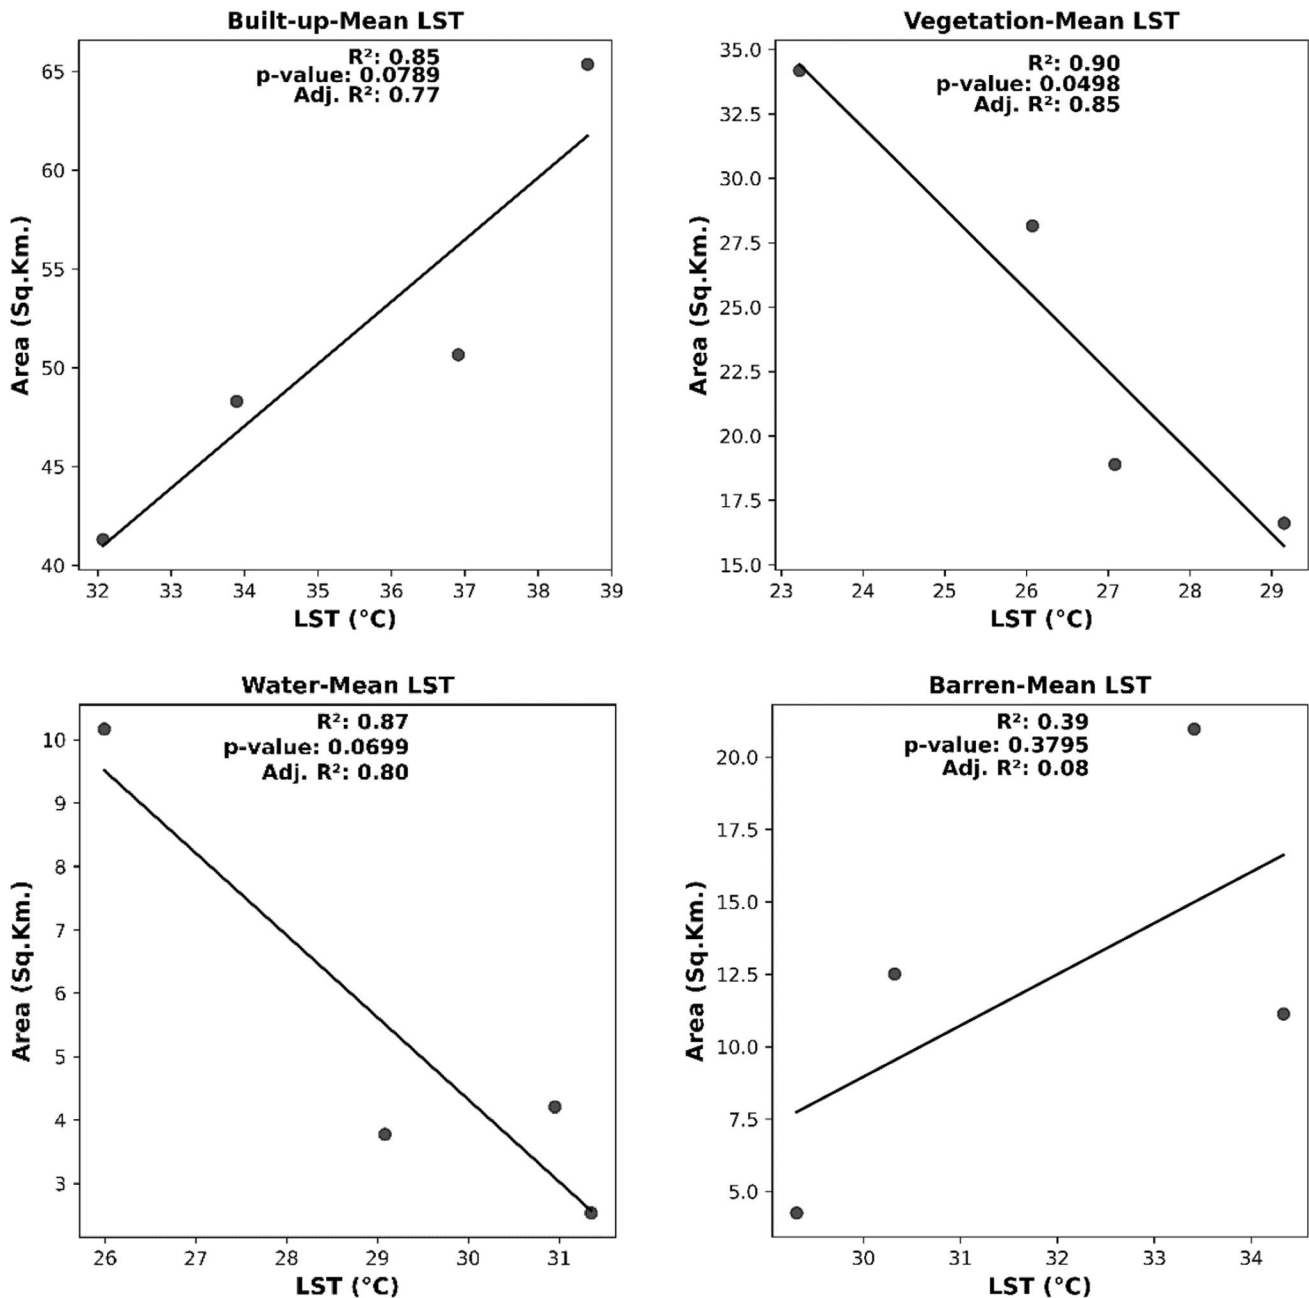 Built-up-Mean LST
R²: 0.85
p-value: 0.0789
Adj. R²: 0.77
65
60
55
50
45
40
Area (Sq.Km.)
32 33 34 35 36 37 38 39
LST (°C)
Vegetation-Mean LST
R²: 0.90
p-value: 0.0498
Adj. R²: 0.85
35.0
32.5
30.0
27.5
25.0
22.5
20.0
17.5
15.0
Area (Sq.Km.)
23 24 25 26 27 28 29
LST (°C)
Water-Mean LST
R²: 0.87
p-value: 0.0699
Adj. R²: 0.80
10
9
8
7
6
5
4
3
Area (Sq.Km.)
26 27 28 29 30 31
LST (°C)
Barren-Mean LST
R²: 0.39
p-value: 0.3795
Adj. R²: 0.08
20.0
17.5
15.0
12.5
10.0
7.5
5.0
Area (Sq.Km.)
30 31 32 33 34
LST (°C)